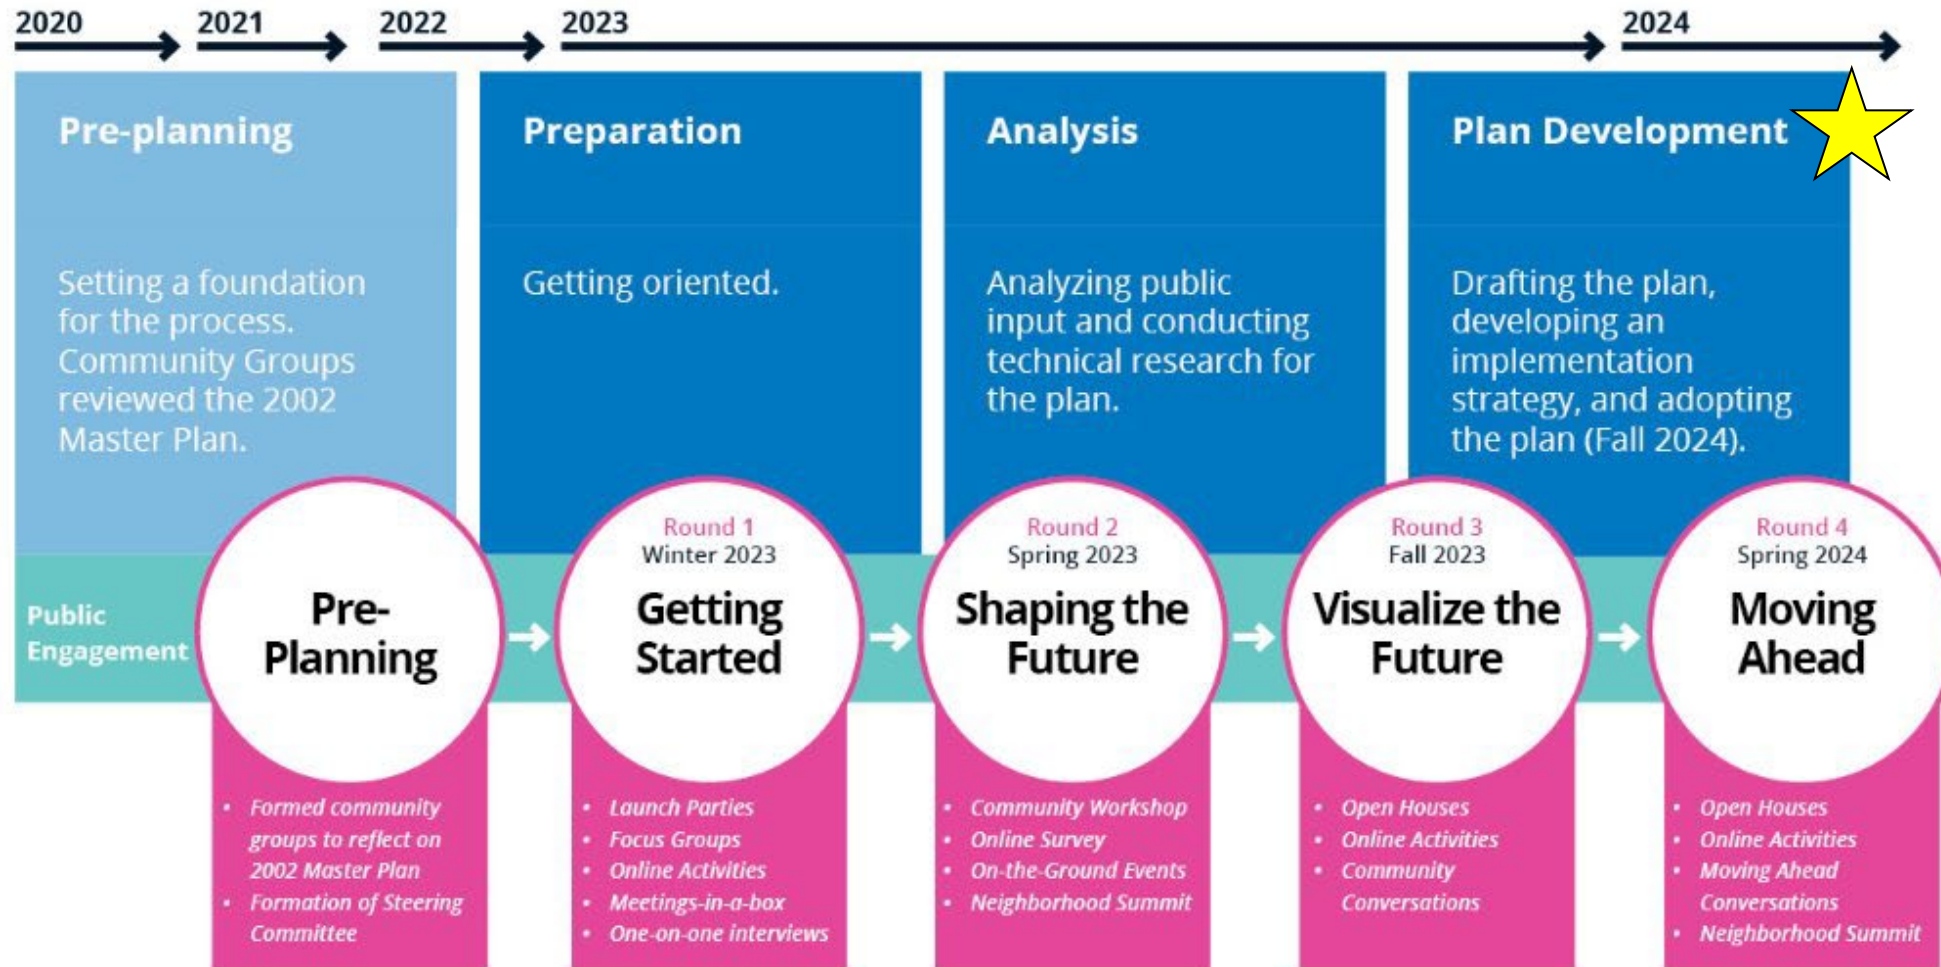 2020
2021
2022
2023
2024
Pre-planning
Setting a foundation
for the process.
Community Groups
reviewed the 2002
Master Plan.
Preparation
Getting oriented.
Analysis
Analyzing public
input and conducting
technical research for
the plan.
Plan Development
Drafting the plan,
developing an
implementation
strategy, and adopting
the plan (Fall 2024).
Public
Engagement
Pre-
Planning
• Formed community
groups to reflect on
2002 Master Plan
• Formation of Steering
Committee
Round 1
Winter 2023
Getting
Started
• Launch Parties
• Focus Groups
• Online Activities
• Meetings-in-a-box
• One-on-one interviews
Round 2
Spring 2023
Shaping the
Future
• Community Workshop
• Online Survey
• On-the-Ground Events
• Neighborhood Summit
Round 3
Fall 2023
Visualize the
Future
• Open Houses
• Online Activities
• Community
Conversations
Round 4
Spring 2024
Moving
Ahead
• Open Houses
• Online Activities
• Moving Ahead
Conversations
• Neighborhood Summit